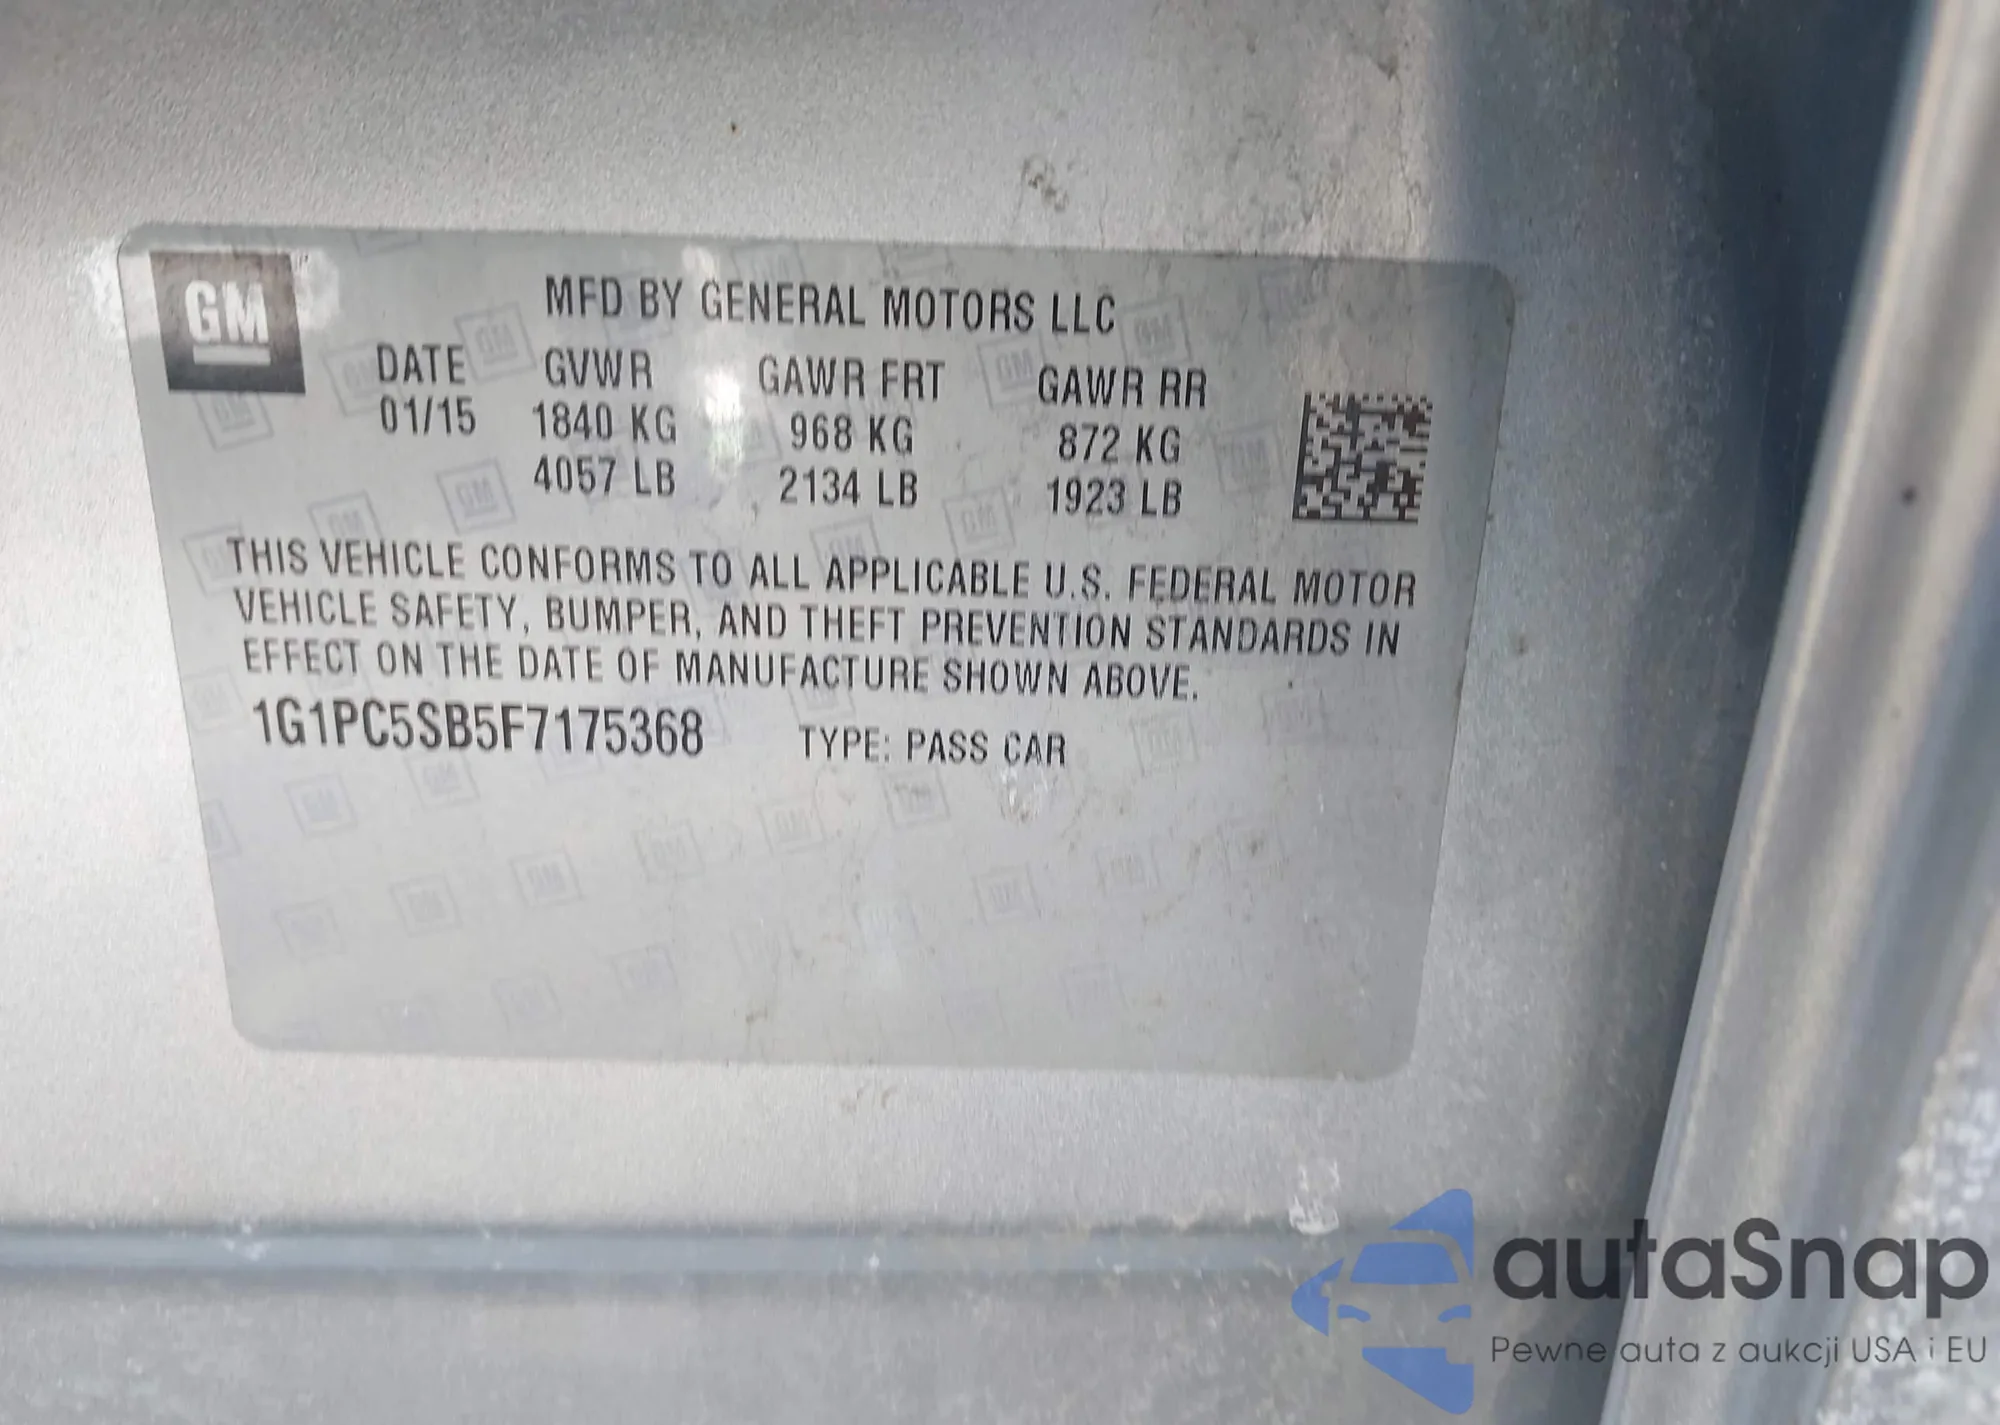 GM
MFD BY GENERAL MOTORS LLC
DATE GVWR GAWR FRT GAWR RR
01/15 1840 KG 968 KG 872 KG
4057 LB 2134 LB 1923 LB
THIS VEHICLE CONFORMS TO ALL APPLICABLE U.S. FEDERAL MOTOR
VEHICLE SAFETY, BUMPER, AND THEFT PREVENTION STANDARDS IN
EFFECT ON THE DATE OF MANUFACTURE SHOWN ABOVE.
1G1PC5SB5F7175368 TYPE: PASS CAR
autaSnap
Pewne auta z aukcji USA i EU